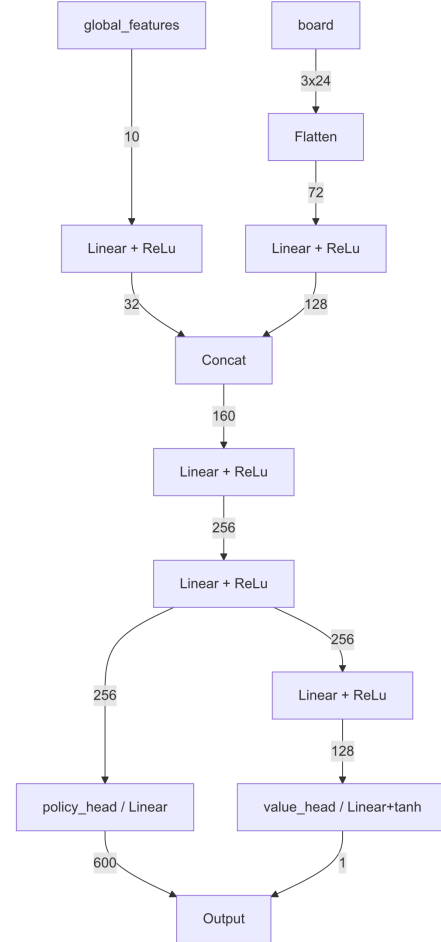 global_features
board
3x24
10
Flatten
72
Linear + ReLu
Linear + ReLu
32
128
Concat
160
Linear + ReLu
256
Linear + ReLu
256
256
Linear + ReLu
128
policy_head / Linear
value_head / Linear+tanh
600
1
Output